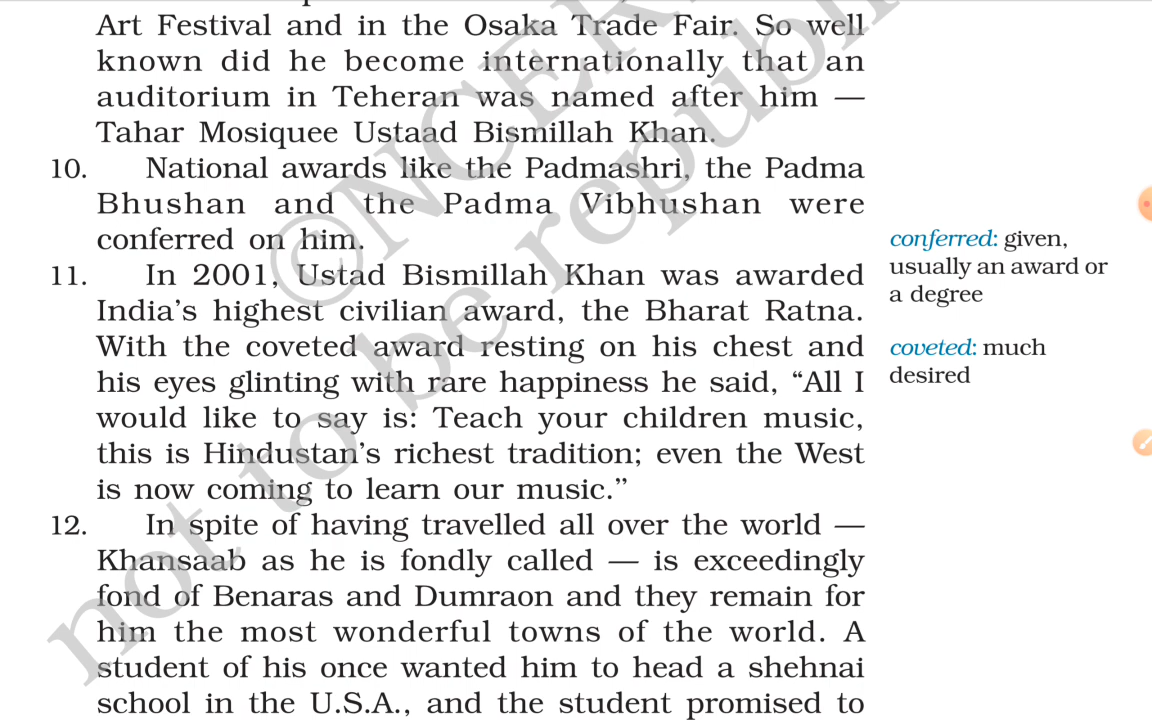 Art Festival and in the Osaka Trade Fair. So well
known did he become internationally that an
auditorium in Teheran was named after him —
Tahar Mosiquee Ustaad Bismillah Khan.
10. National awards like the Padmashri, the Padma
Bhushan and the Padma Vibhushan were
conferred on him.
11. In 2001, Ustad Bismillah Khan was awarded
India's highest civilian award, the Bharat Ratna.
With the coveted award resting on his chest and
his eyes glinting with rare happiness he said, “All I
would like to say is: Teach your children music,
this is Hindustan's richest tradition; even the West
is now coming to learn our music.”
12. In spite of having travelled all over the world —
Khansaab as he is fondly called — is exceedingly
fond of Benaras and Dumraon and they remain for
him the most wonderful towns of the world. A
student of his once wanted him to head a shehnai
school in the U.S.A., and the student promised to
conferred: given,
usually an award or
a degree
coveted: much
desired
©NCER
not to be republ